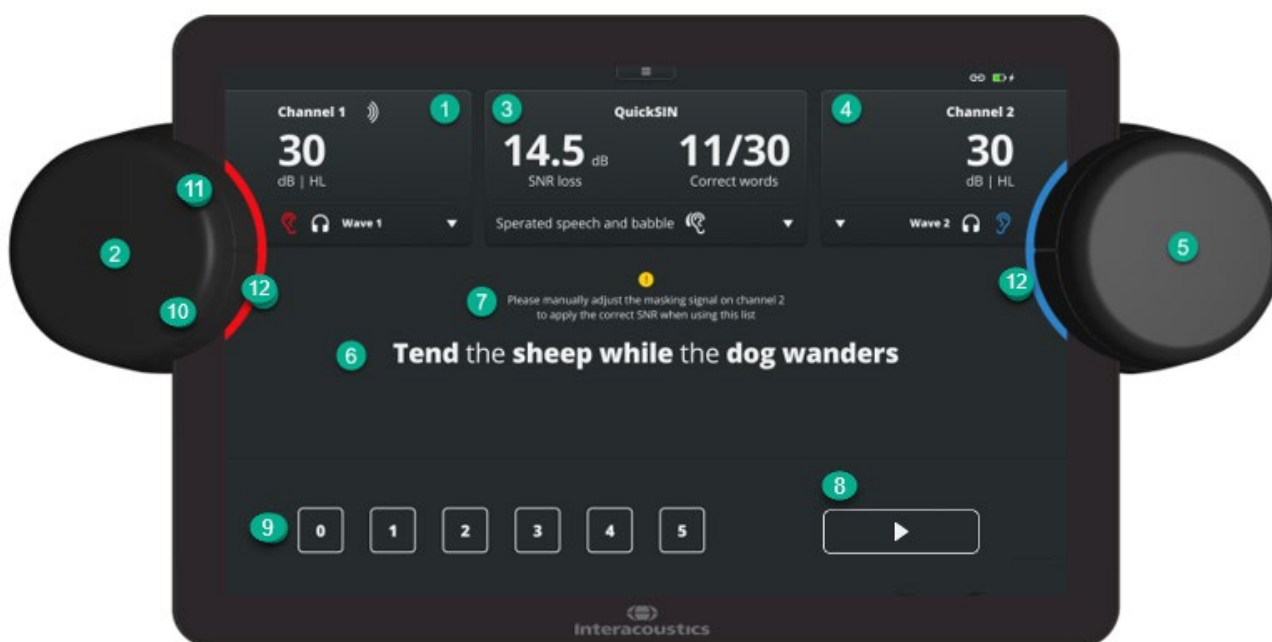 Channel 1
1
30
dB | HL
Wave 1
3
QuickSIN
14.5 dB
SNR loss
11/30
Correct words
Sperated speech and babble
4
Channel 2
30
dB | HL
Wave 2
11
2
10
12
5
12
7
Please manually adjust the masking signal on channel 2
to apply the correct SNR when using this list
6
Tend the sheep while the dog wanders
8
9
0 1 2 3 4 5
Interacoustics